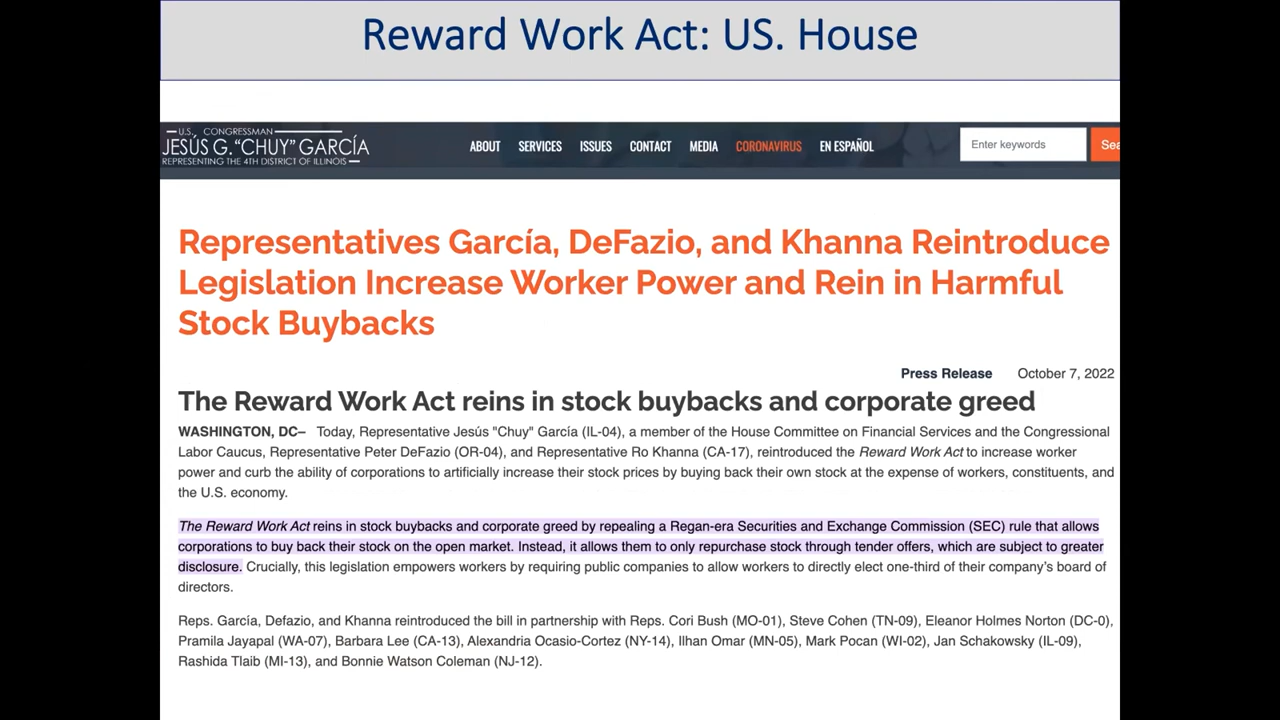 Reward Work Act: US. House
U.S. CONGRESSMAN
JESÚS G. "CHUY" GARCÍA
REPRESENTING THE 4TH DISTRICT OF ILLINOIS
ABOUT SERVICES ISSUES CONTACT MEDIA CORONAVIRUS EN ESPAÑOL Enter keywords Sea
Representatives García, DeFazio, and Khanna Reintroduce
Legislation Increase Worker Power and Rein in Harmful
Stock Buybacks
Press Release October 7, 2022
The Reward Work Act reins in stock buybacks and corporate greed
WASHINGTON, DC– Today, Representative Jesús "Chuy" García (IL-04), a member of the House Committee on Financial Services and the Congressional
Labor Caucus, Representative Peter DeFazio (OR-04), and Representative Ro Khanna (CA-17), reintroduced the Reward Work Act to increase worker
power and curb the ability of corporations to artificially increase their stock prices by buying back their own stock at the expense of workers, constituents, and
the U.S. economy.
The Reward Work Act reins in stock buybacks and corporate greed by repealing a Regan-era Securities and Exchange Commission (SEC) rule that allows
corporations to buy back their stock on the open market. Instead, it allows them to only repurchase stock through tender offers, which are subject to greater
disclosure. Crucially, this legislation empowers workers by requiring public companies to allow workers to directly elect one-third of their company's board of
directors.
Reps. García, Defazio, and Khanna reintroduced the bill in partnership with Reps. Cori Bush (MO-01), Steve Cohen (TN-09), Eleanor Holmes Norton (DC-0),
Pramila Jayapal (WA-07), Barbara Lee (CA-13), Alexandria Ocasio-Cortez (NY-14), Ilhan Omar (MN-05), Mark Pocan (WI-02), Jan Schakowsky (IL-09),
Rashida Tlaib (MI-13), and Bonnie Watson Coleman (NJ-12).